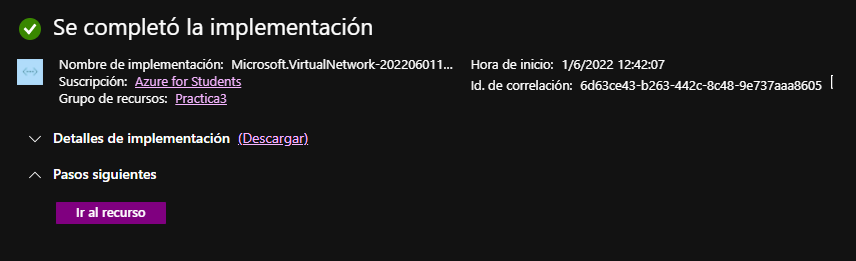 Se completó la implementación
Nombre de implementación: Microsoft.VirtualNetwork-202206011...
Suscripción: Azure for Students
Grupo de recursos: Practica3
Hora de inicio: 1/6/2022 12:42:07
Id. de correlación: 6d63ce43-b263-442c-8c48-9e737aaa8605
Detalles de implementación (Descargar)
Pasos siguientes
Ir al recurso